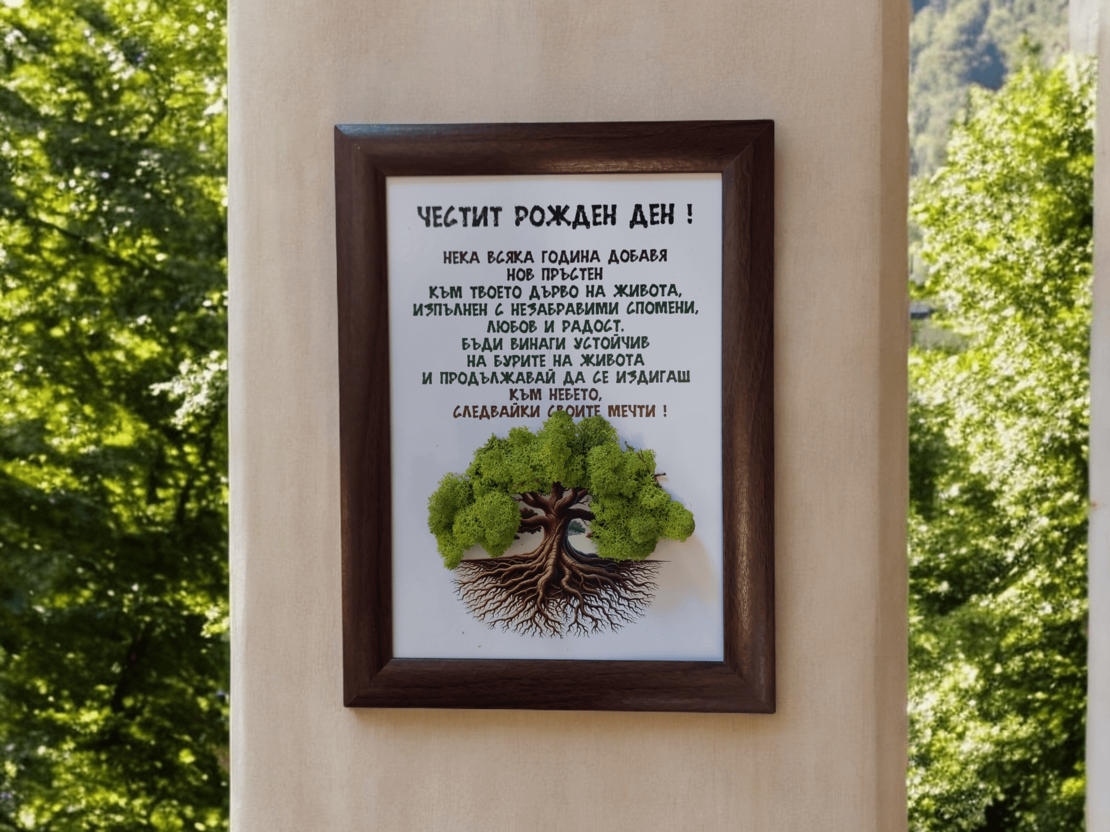 ЧЕСТИТ РОЖДЕН ДЕН !
НЕКА ВСЯКА ГОДИНА ДОБАВЯ
НОВ ПРЪСТЕН
КЪМ ТВОЕТО ДЪРВО НА ЖИВОТА,
ИЗПЪЛНЕН С НЕЗАБРАВИМИ СПОМЕНИ,
ЛЮБОВ И РАДОСТ.
БЪДИ ВИНАГИ УСТОЙЧИВ
НА БУРИТЕ НА ЖИВОТА
И ПРОДЪЛЖАВАЙ ДА СЕ ИЗДИГАШ
КЪМ НЕБЕТО,
СЛЕДВАЙКИ СВОИТЕ МЕЧТИ !